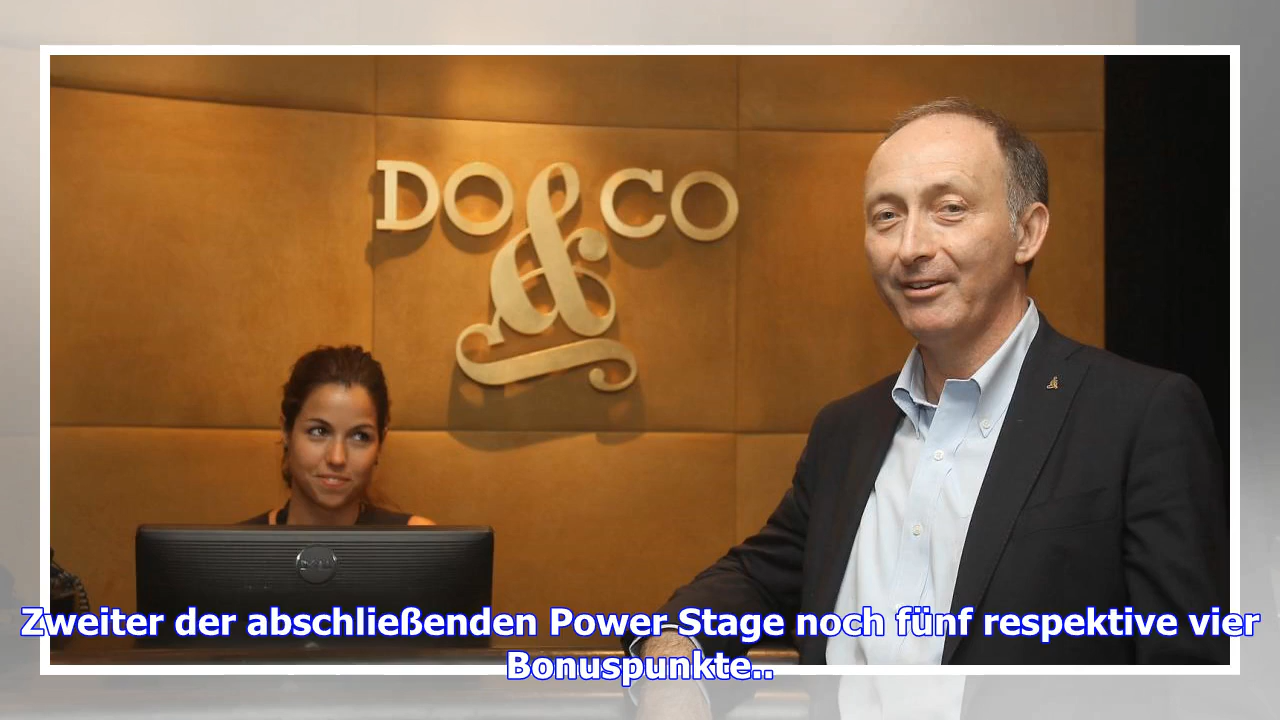 DO & CO
DELL
Zweiter der abschließenden Power Stage noch fünf respektive vier
Bonuspunkte..